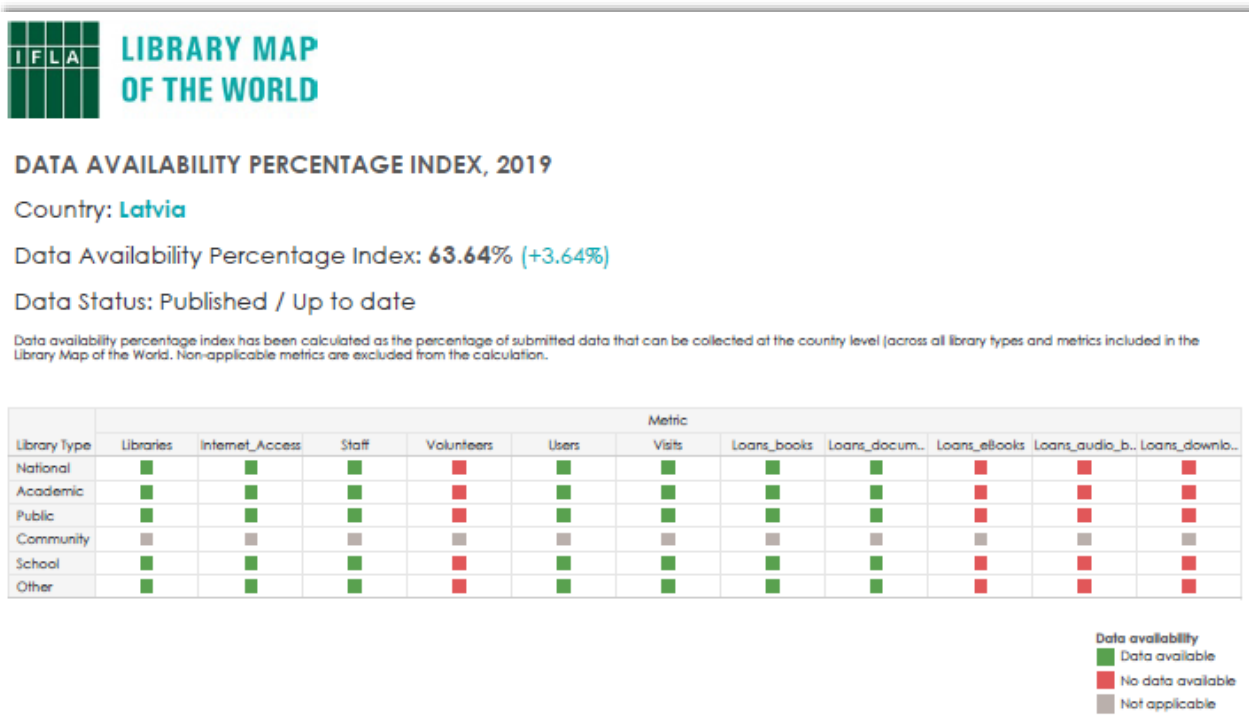 IFLA
LIBRARY MAP
OF THE WORLD
DATA AVAILABILITY PERCENTAGE INDEX, 2019
Country: Latvia
Data Availability Percentage Index: 63.64% (+3.64%)
Data Status: Published / Up to date
Data availability percentage index has been calculated as the percentage of submitted data that can be collected at the country level (across all library types and metrics included in the
Library Map of the World. Non-applicable metrics are excluded from the calculation.
Metric
Library Type Libraries Internet_Access Staff Volunteers Users Visits Loans_books Loans_docum.. Loans_eBooks Loans_audio_b.. Loans_downlo..
National
Academic
Public
Community
School
Other
Data availability
Data available
No data available
Not applicable